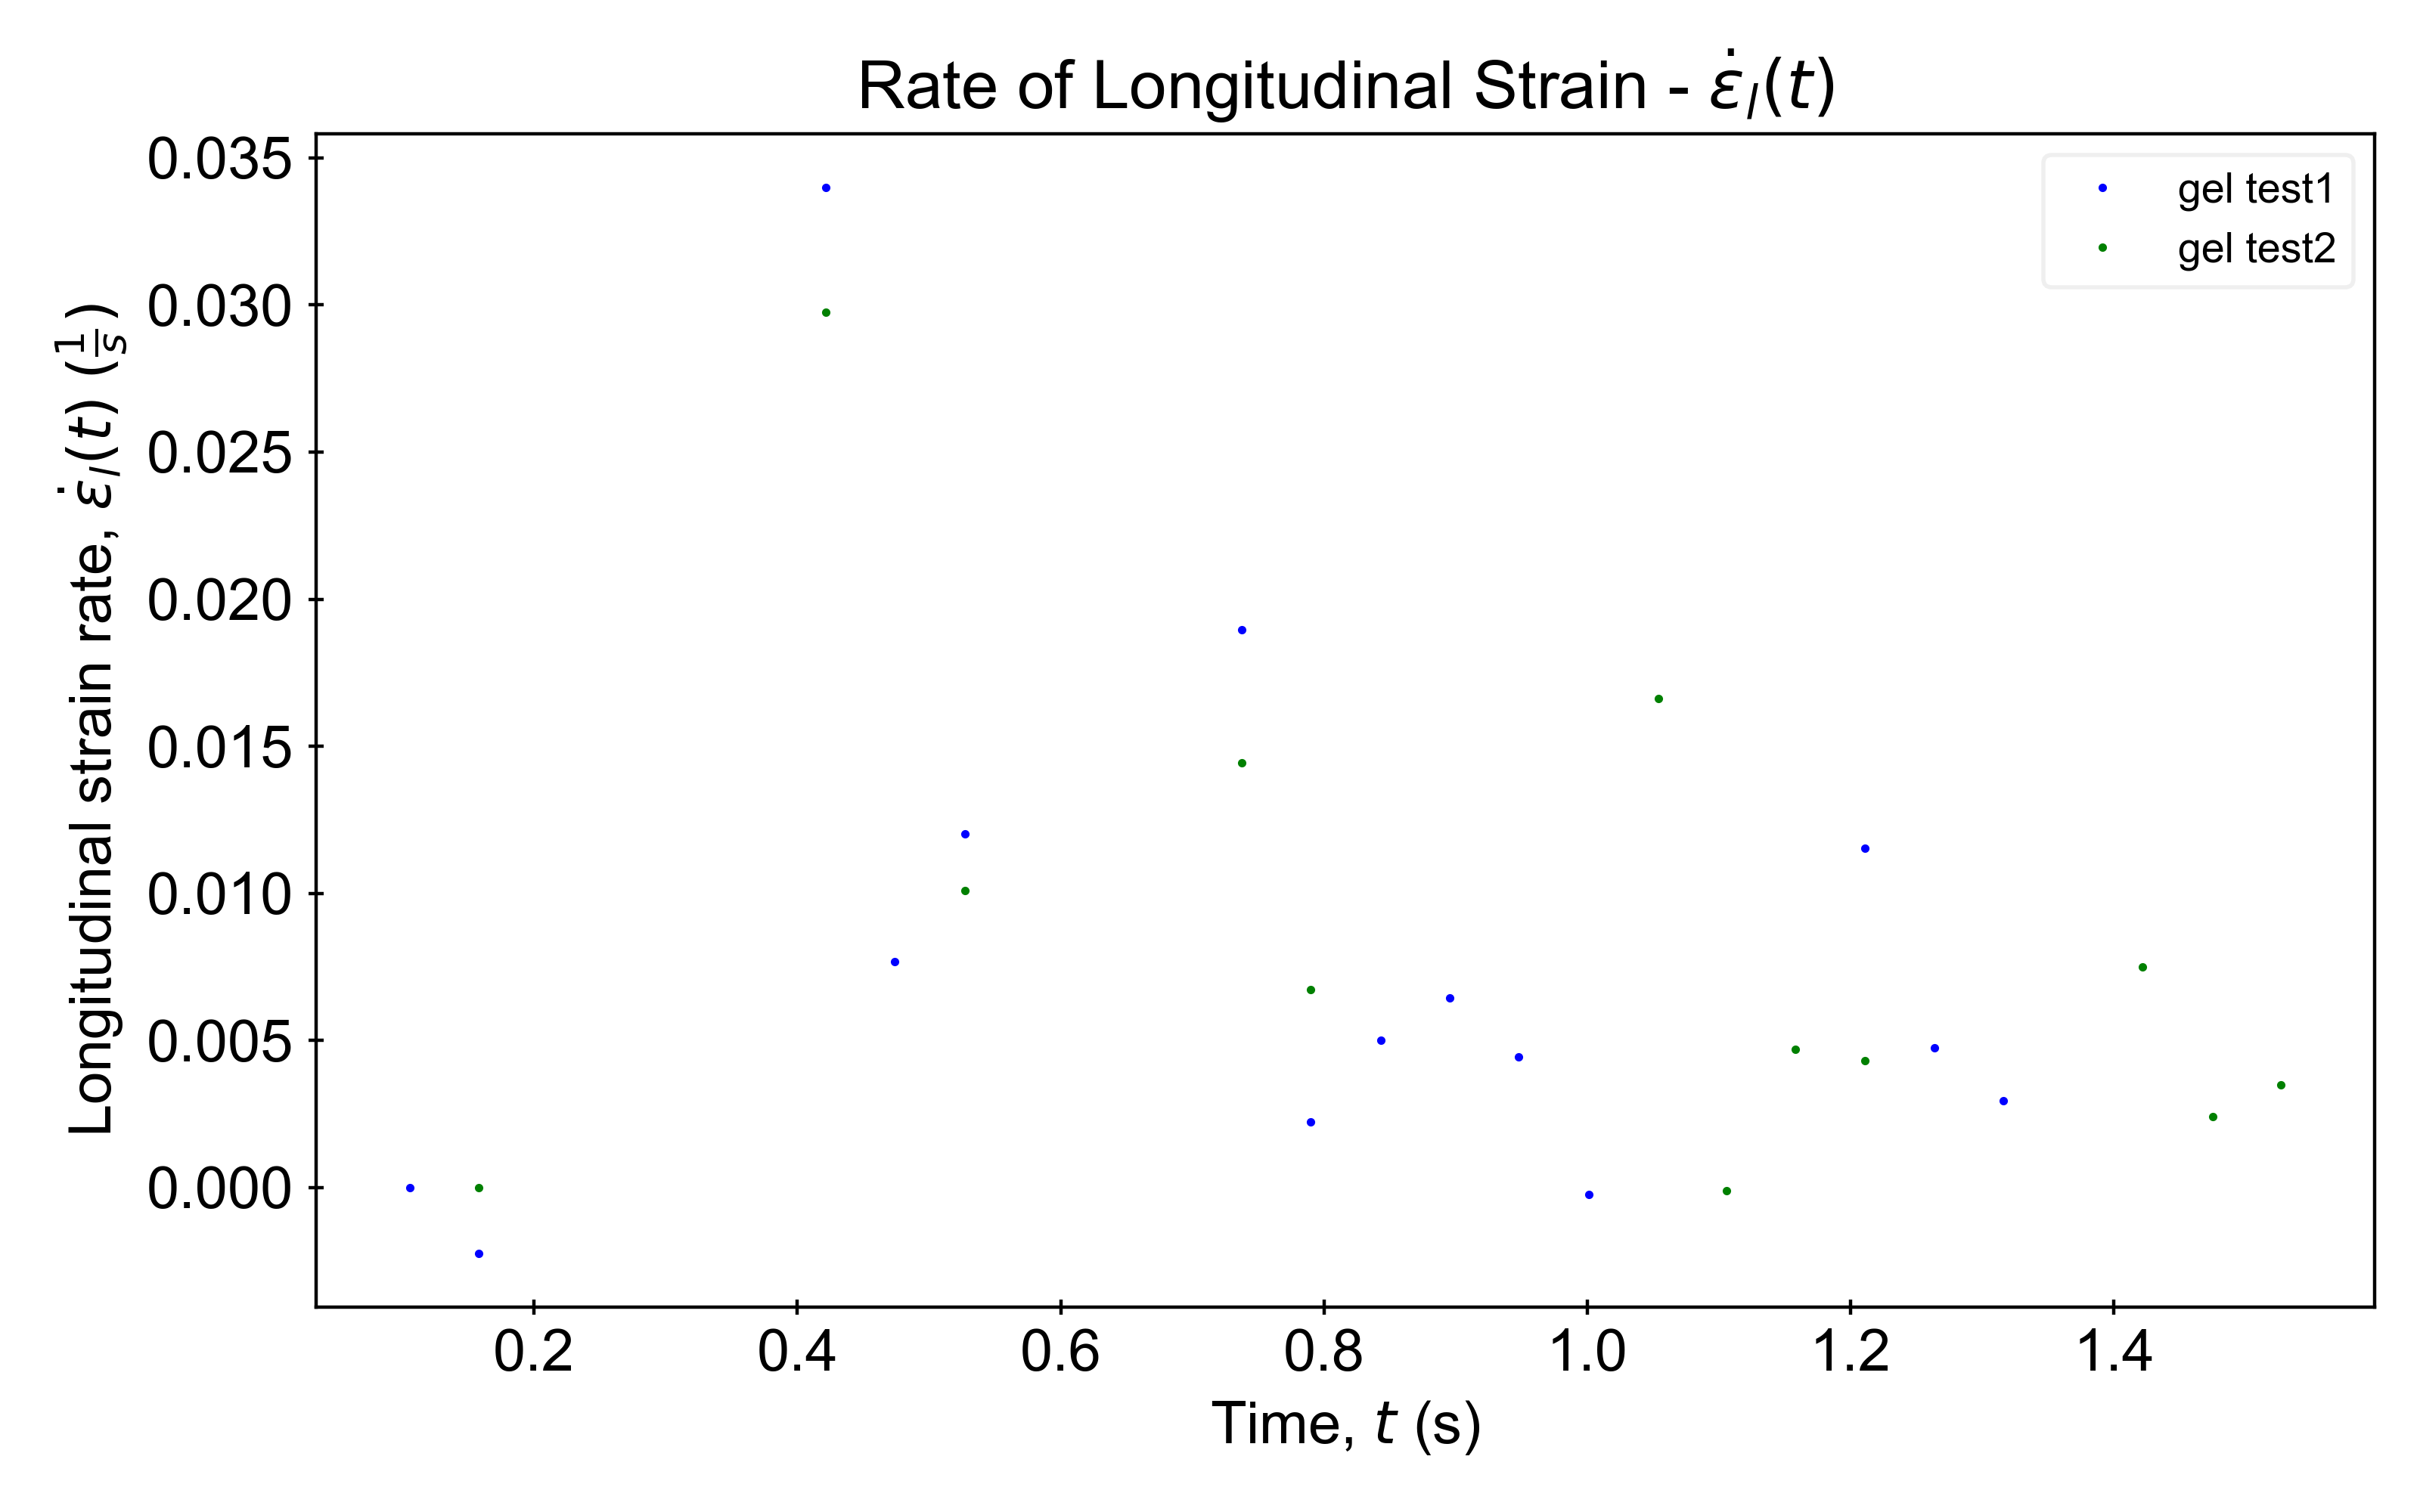 Rate of Longitudinal Strain - ε̇ₗ(t)
gel test1
gel test2
Longitudinal strain rate, ε̇ₗ(t) (1/s)
0.035
0.030
0.025
0.020
0.015
0.010
0.005
0.000
0.2 0.4 0.6 0.8 1.0 1.2 1.4
Time, t (s)